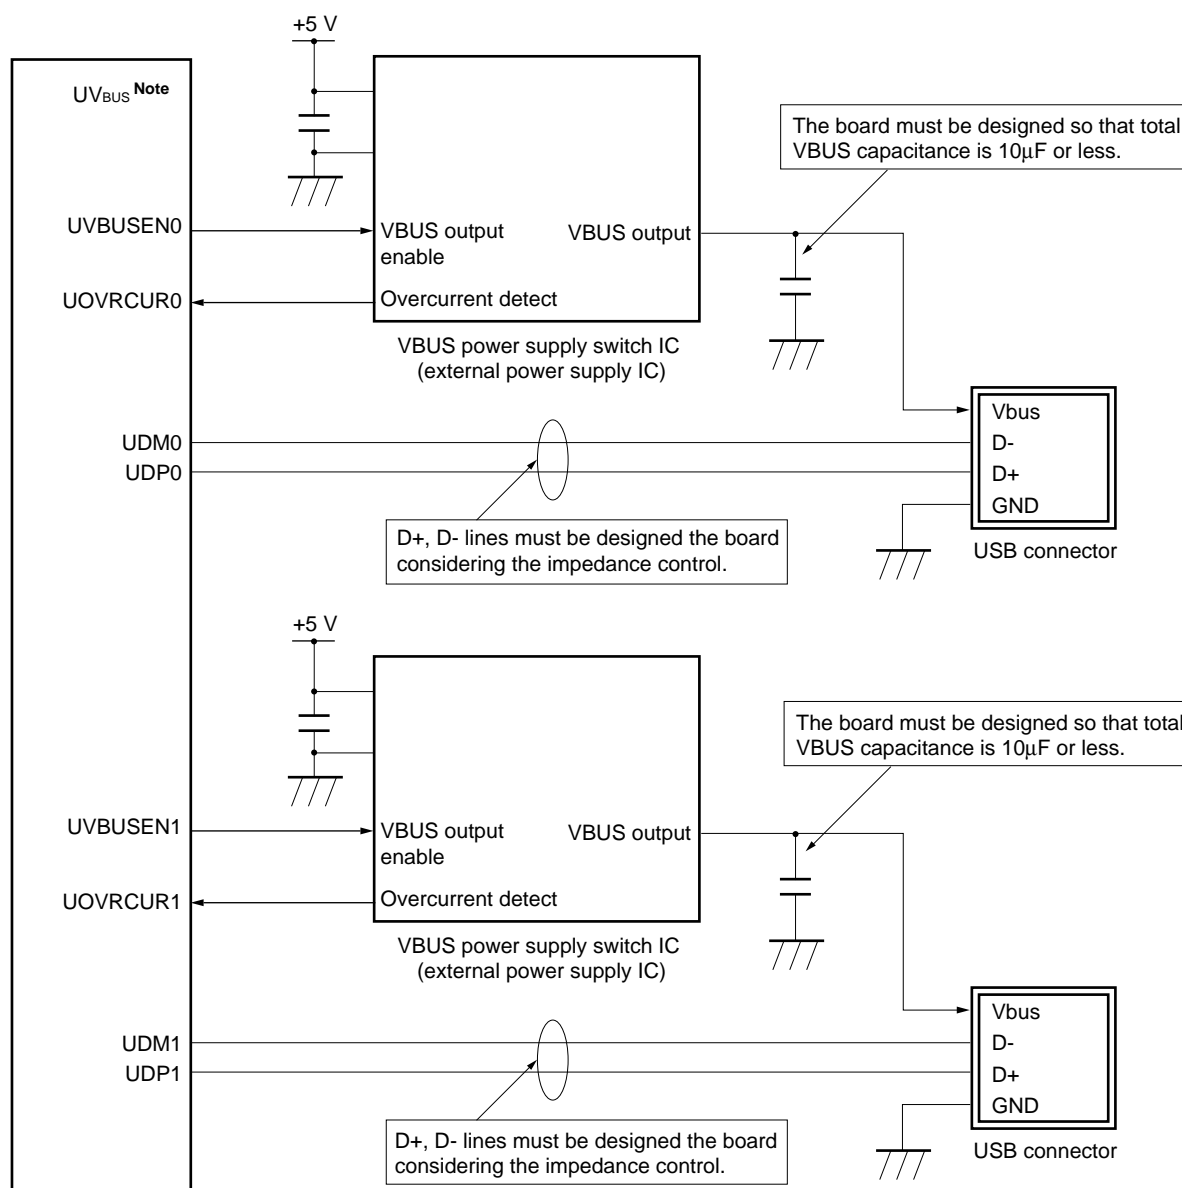 +5 V
UVBUS Note
The board must be designed so that total
VBUS capacitance is 10μF or less.
UVBUSEN0
VBUS output
enable
VBUS output
UOVRCUR0
Overcurrent detect
VBUS power supply switch IC
(external power supply IC)
Vbus
UDM0
D-
UDP0
D+
GND
D+, D- lines must be designed the board
considering the impedance control.
USB connector
+5 V
The board must be designed so that total
VBUS capacitance is 10μF or less.
UVBUSEN1
VBUS output
enable
VBUS output
UOVRCUR1
Overcurrent detect
VBUS power supply switch IC
(external power supply IC)
Vbus
UDM1
D-
UDP1
D+
GND
D+, D- lines must be designed the board
considering the impedance control.
USB connector